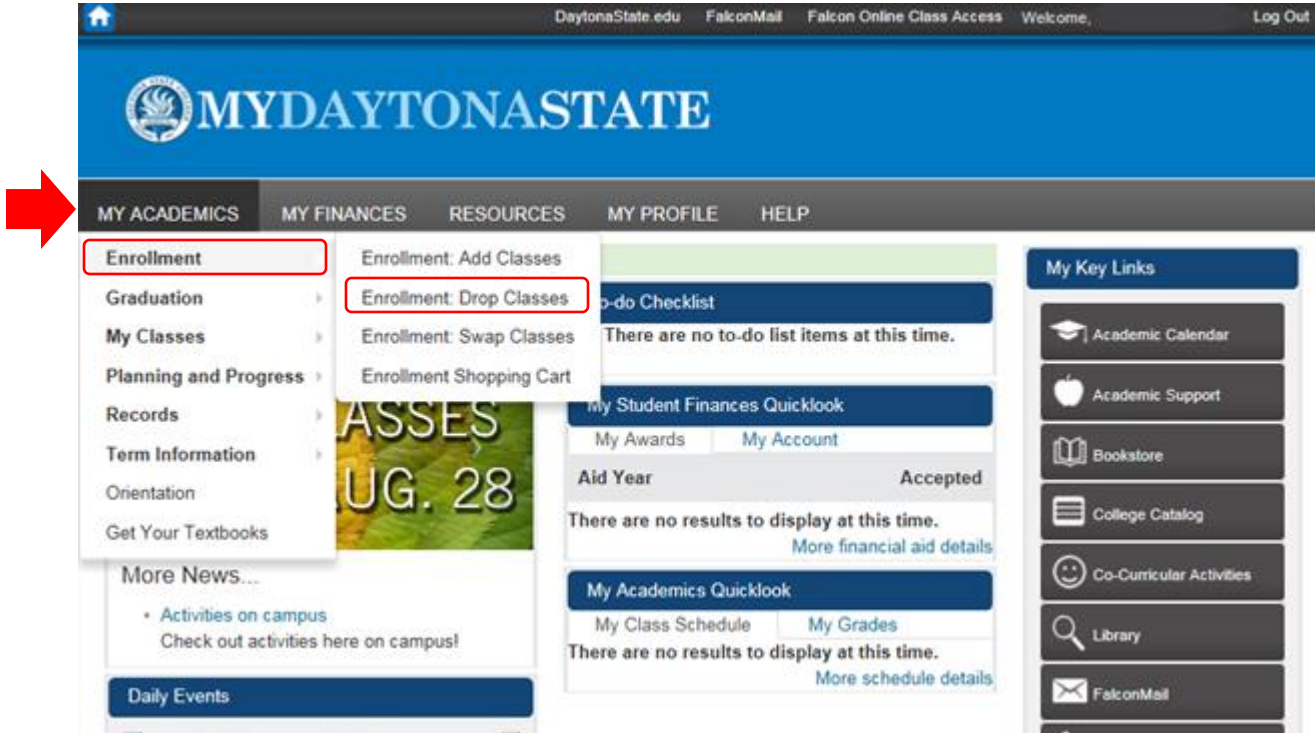 DaytonaState.edu FalconMail Falcon Online Class Access Welcome, Log Out
MYDAYTONASTATE
MY ACADEMICS MY FINANCES RESOURCES MY PROFILE HELP
Enrollment
Graduation
My Classes
Planning and Progress
Records
Term Information
Orientation
Get Your Textbooks
Enrollment: Add Classes
Enrollment: Drop Classes
Enrollment: Swap Classes
Enrollment Shopping Cart
ASSES
UG. 28
More News...
Activities on campus
Check out activities here on campus!
Daily Events
o-do Checklist
There are no to-do list items at this time.
My Student Finances Quicklook
My Awards My Account
Aid Year Accepted
There are no results to display at this time.
More financial aid details
My Academics Quicklook
My Class Schedule My Grades
There are no results to display at this time.
More schedule details
My Key Links
Academic Calendar
Academic Support
Bookstore
College Catalog
Co-Curricular Activities
Library
FalconMail